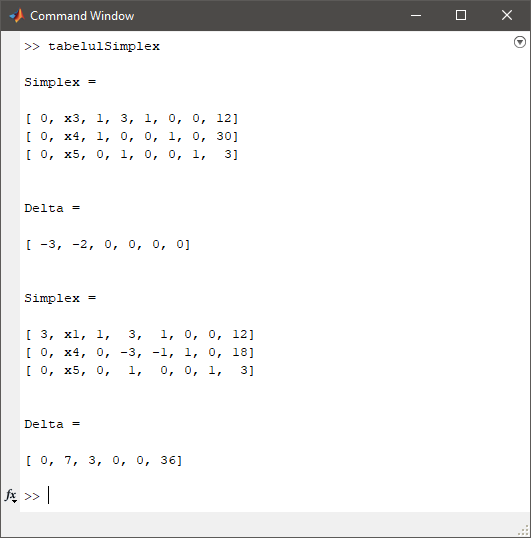 Command Window
>> tabelulSimplex
Simplex =
[ 0, x3, 1, 3, 1, 0, 0, 12]
[ 0, x4, 1, 0, 0, 1, 0, 30]
[ 0, x5, 0, 1, 0, 0, 1,  3]
Delta =
[ -3, -2, 0, 0, 0, 0]
Simplex =
[ 3, x1, 1,  3,  1, 0, 0, 12]
[ 0, x4, 0, -3, -1, 1, 0, 18]
[ 0, x5, 0,  1,  0, 0, 1,  3]
Delta =
[ 0, 7, 3, 0, 0, 36]
fx >>